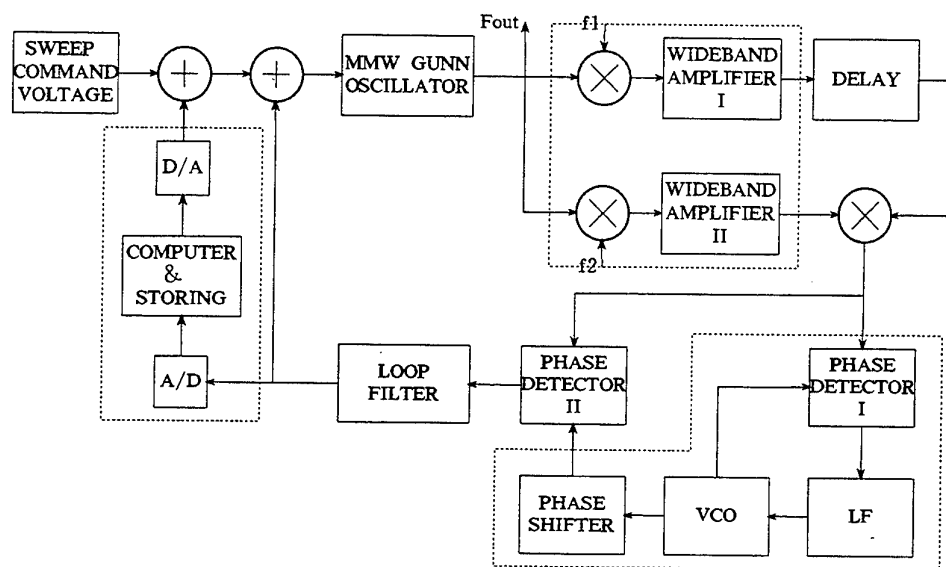 Fout
f1
SWEEP
COMMAND
VOLTAGE
+
+
MMW GUNN
OSCILLATOR
WIDEBAND
AMPLIFIER
I
DELAY
D/A
WIDEBAND
AMPLIFIER
II
f2
COMPUTER
&
STORING
A/D
LOOP
FILTER
PHASE
DETECTOR
II
PHASE
DETECTOR
I
PHASE
SHIFTER
VCO
LF